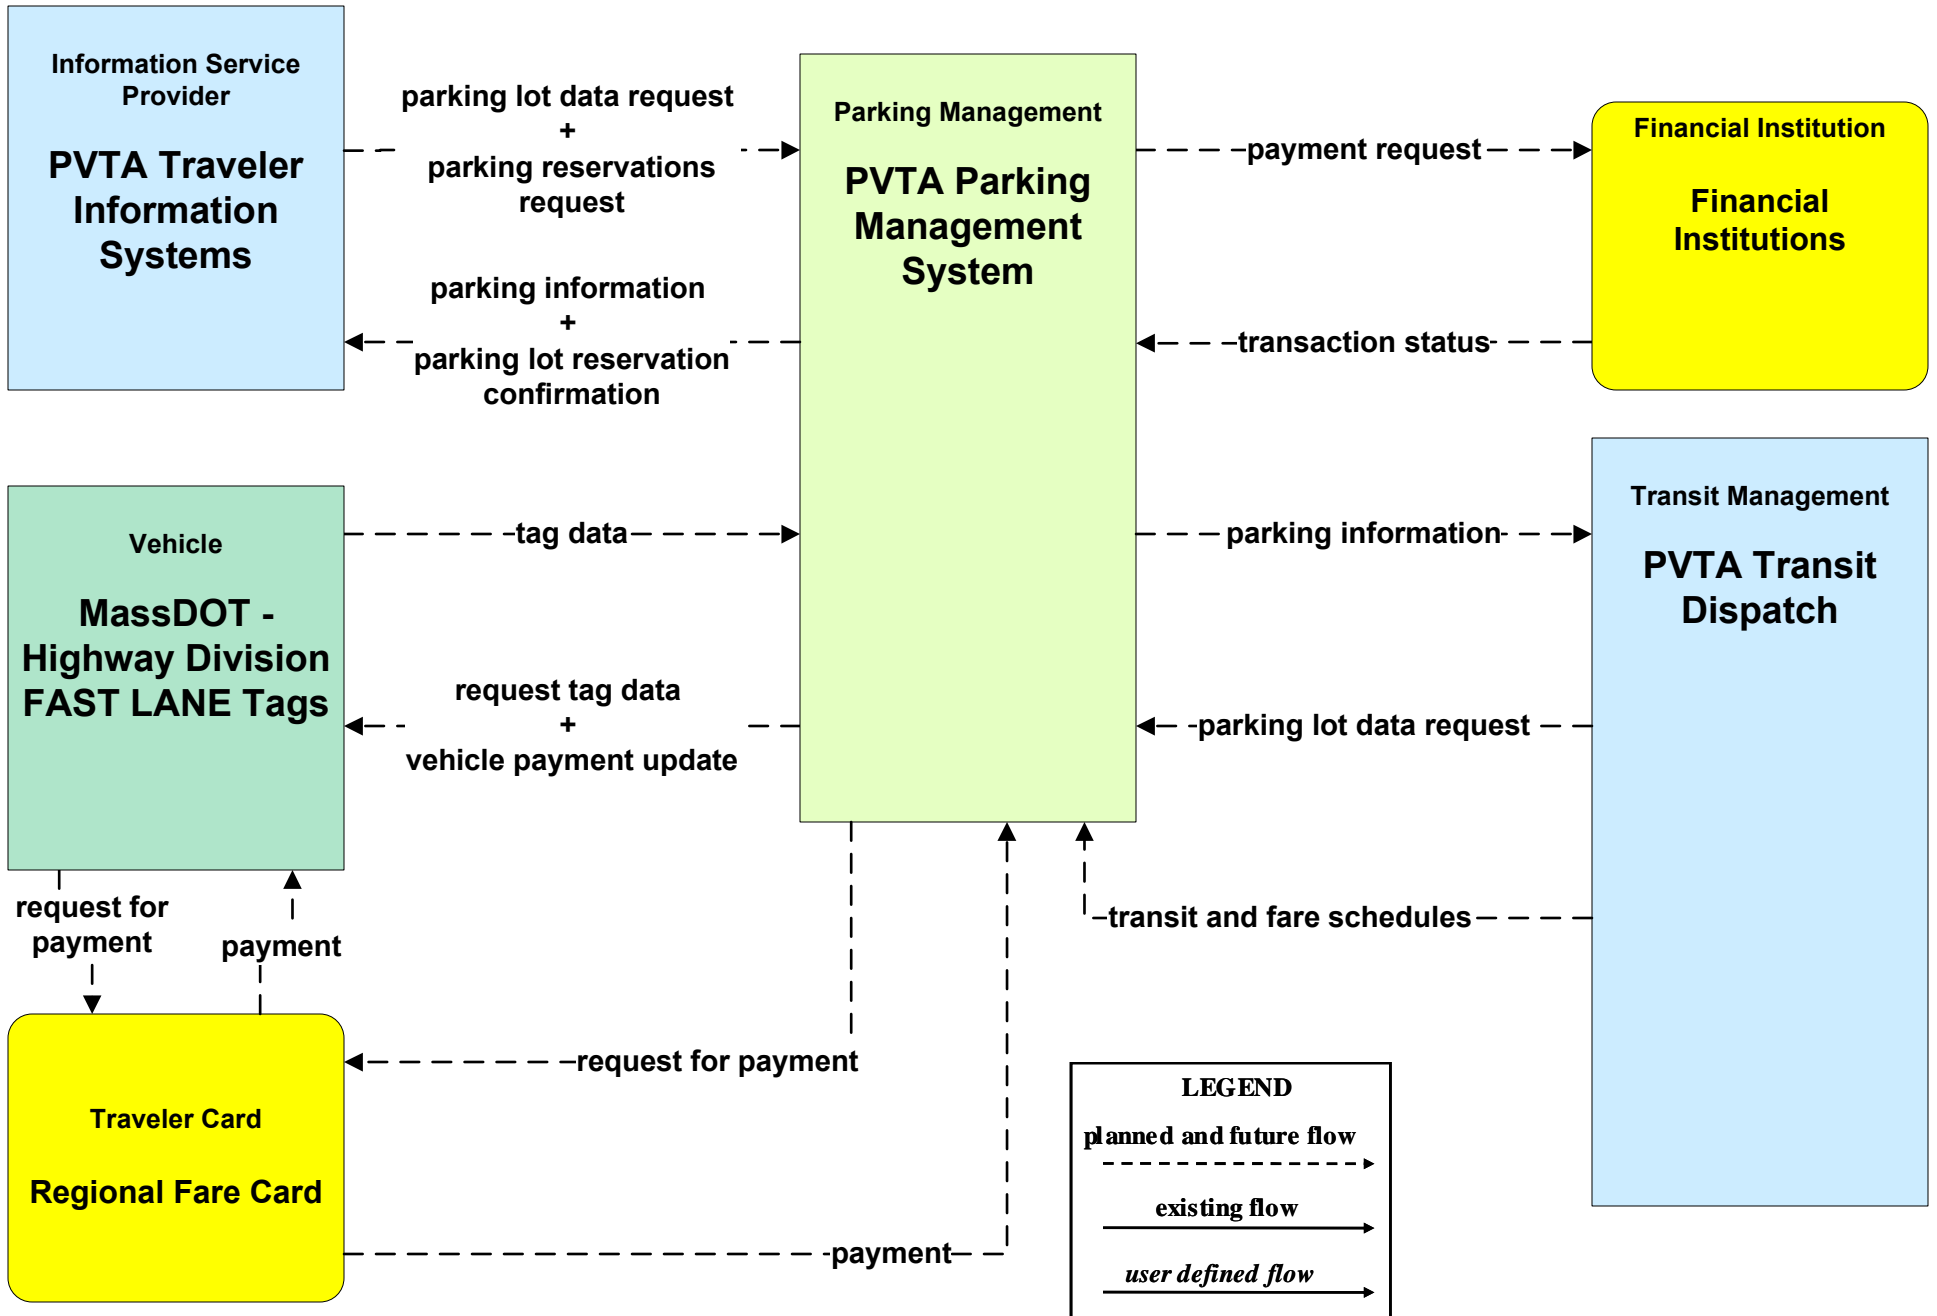 Information Service
Provider
PVTA Traveler
Information
Systems
parking lot data request
+
parking reservations
request
parking information
+
parking lot reservation
confirmation
Parking Management
PVTA Parking
Management
System
payment request
transaction status
Financial Institution
Financial
Institutions
Vehicle
MassDOT -
Highway Division
FAST LANE Tags
tag data
request tag data
+
vehicle payment update
parking information
parking lot data request
transit and fare schedules
Transit Management
PVTA Transit
Dispatch
request for
payment
payment
Traveler Card
Regional Fare Card
request for payment
payment
LEGEND
planned and future flow
existing flow
user defined flow